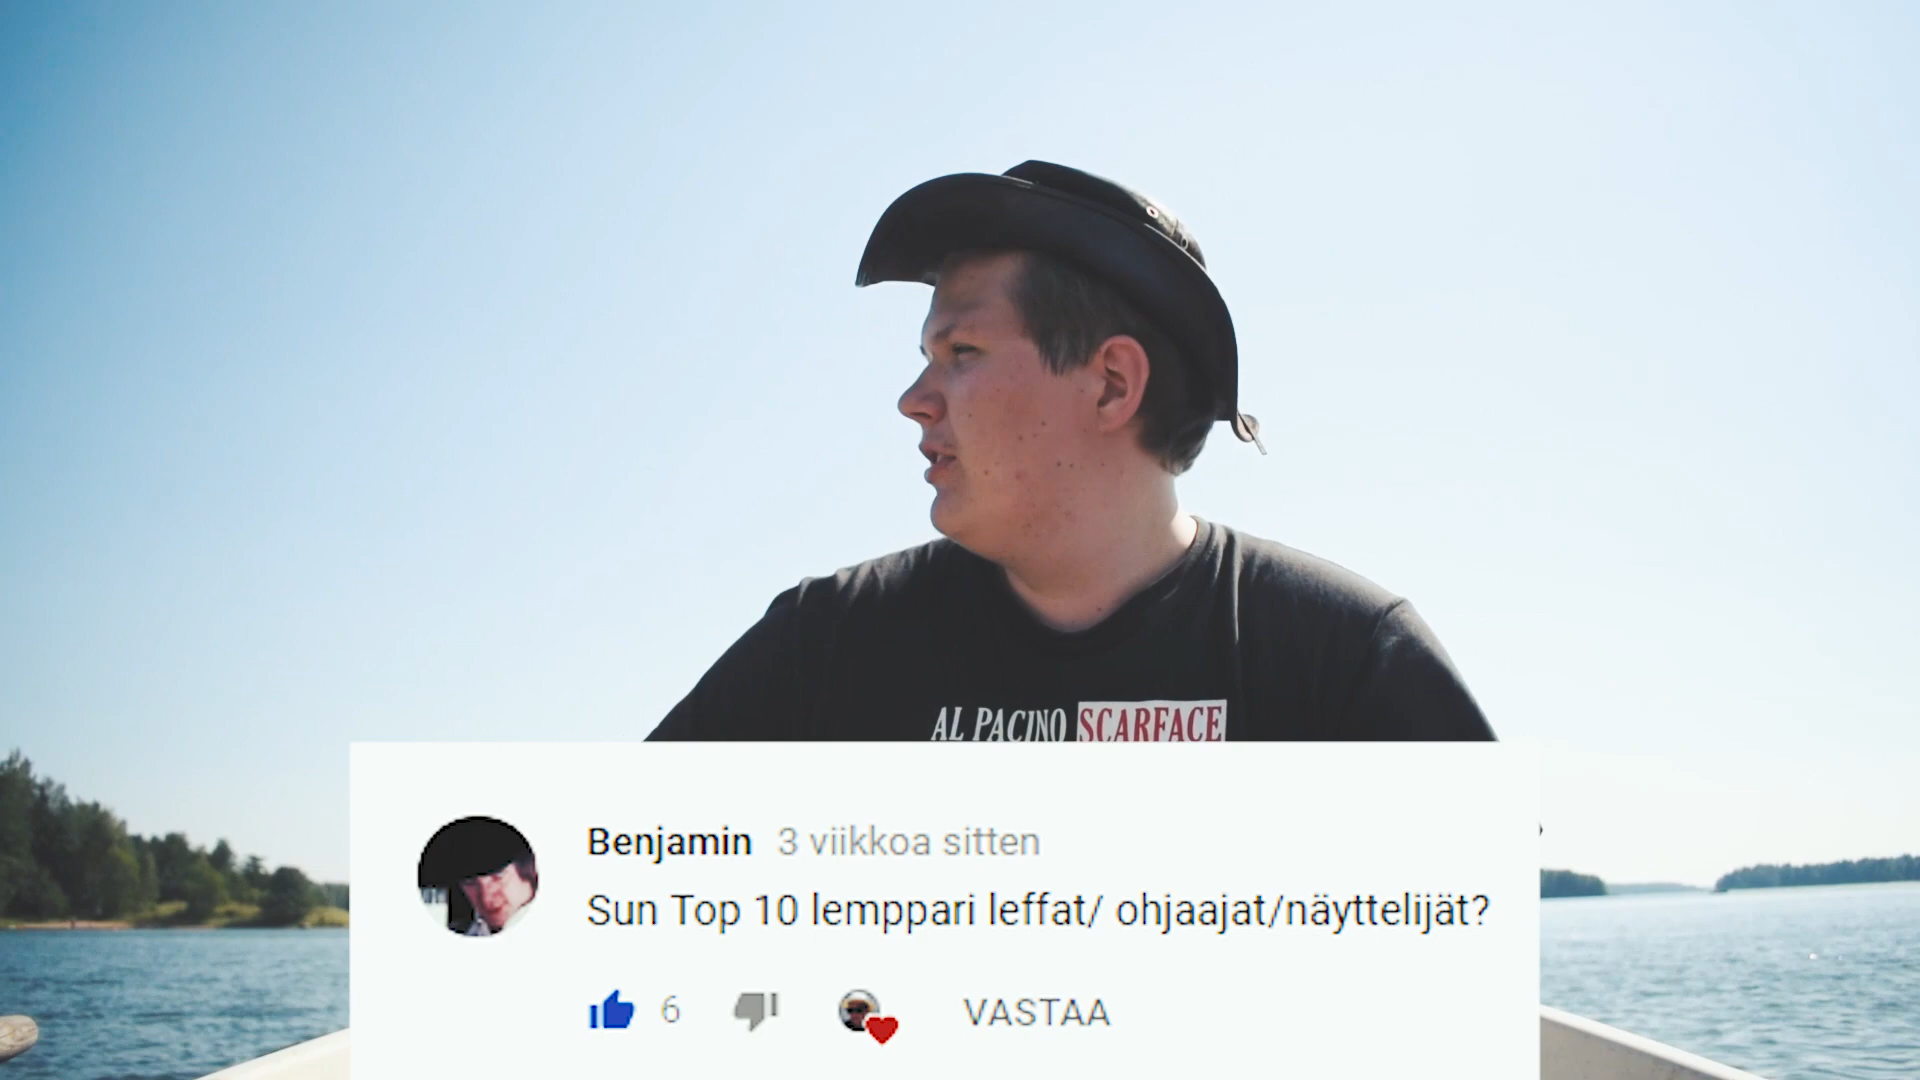 AL PACINO SCARFACE
Benjamin 3 viikkoa sitten
Sun Top 10 lemppari leffat/ ohjaajat/näyttelijät?
6 VASTAA